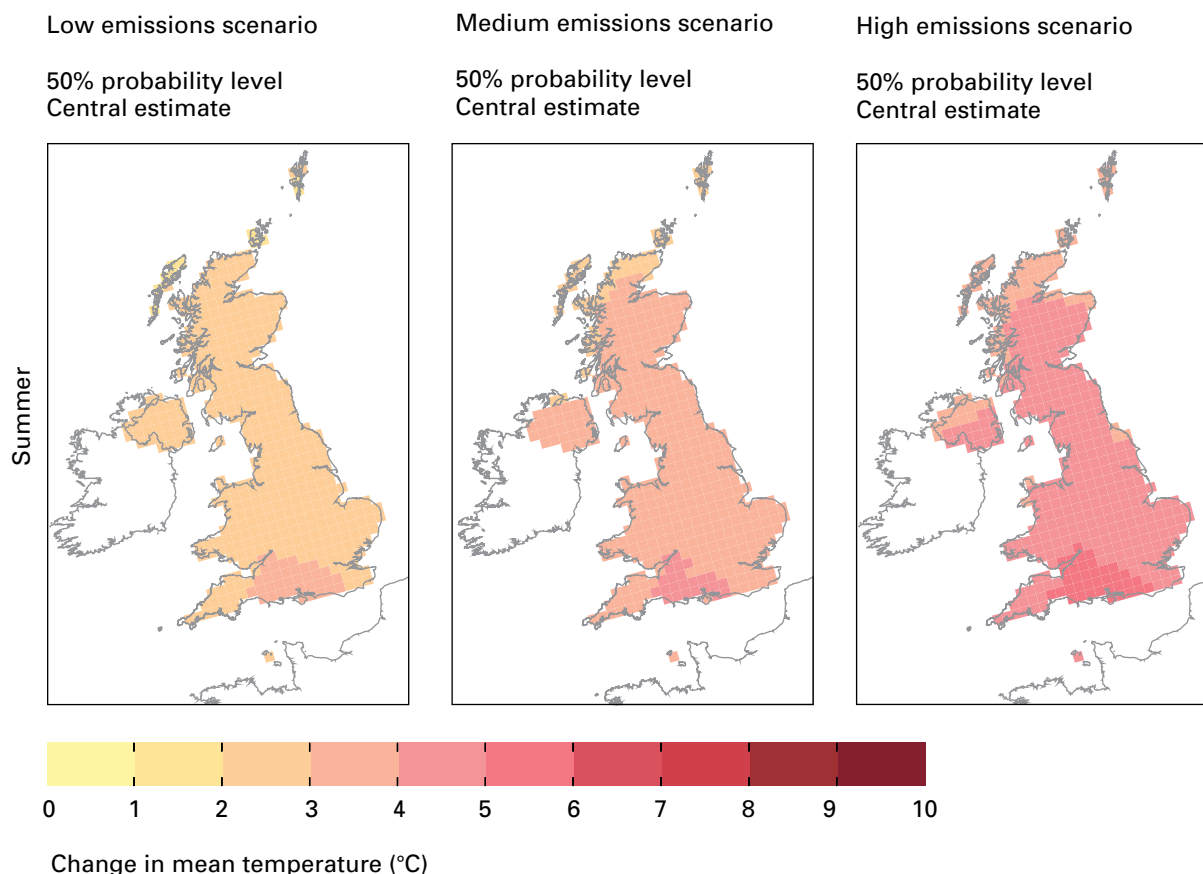 Low emissions scenario
50% probability level
Central estimate
Medium emissions scenario
50% probability level
Central estimate
High emissions scenario
50% probability level
Central estimate
Summer
0 1 2 3 4 5 6 7 8 9 10
Change in mean temperature (°C)